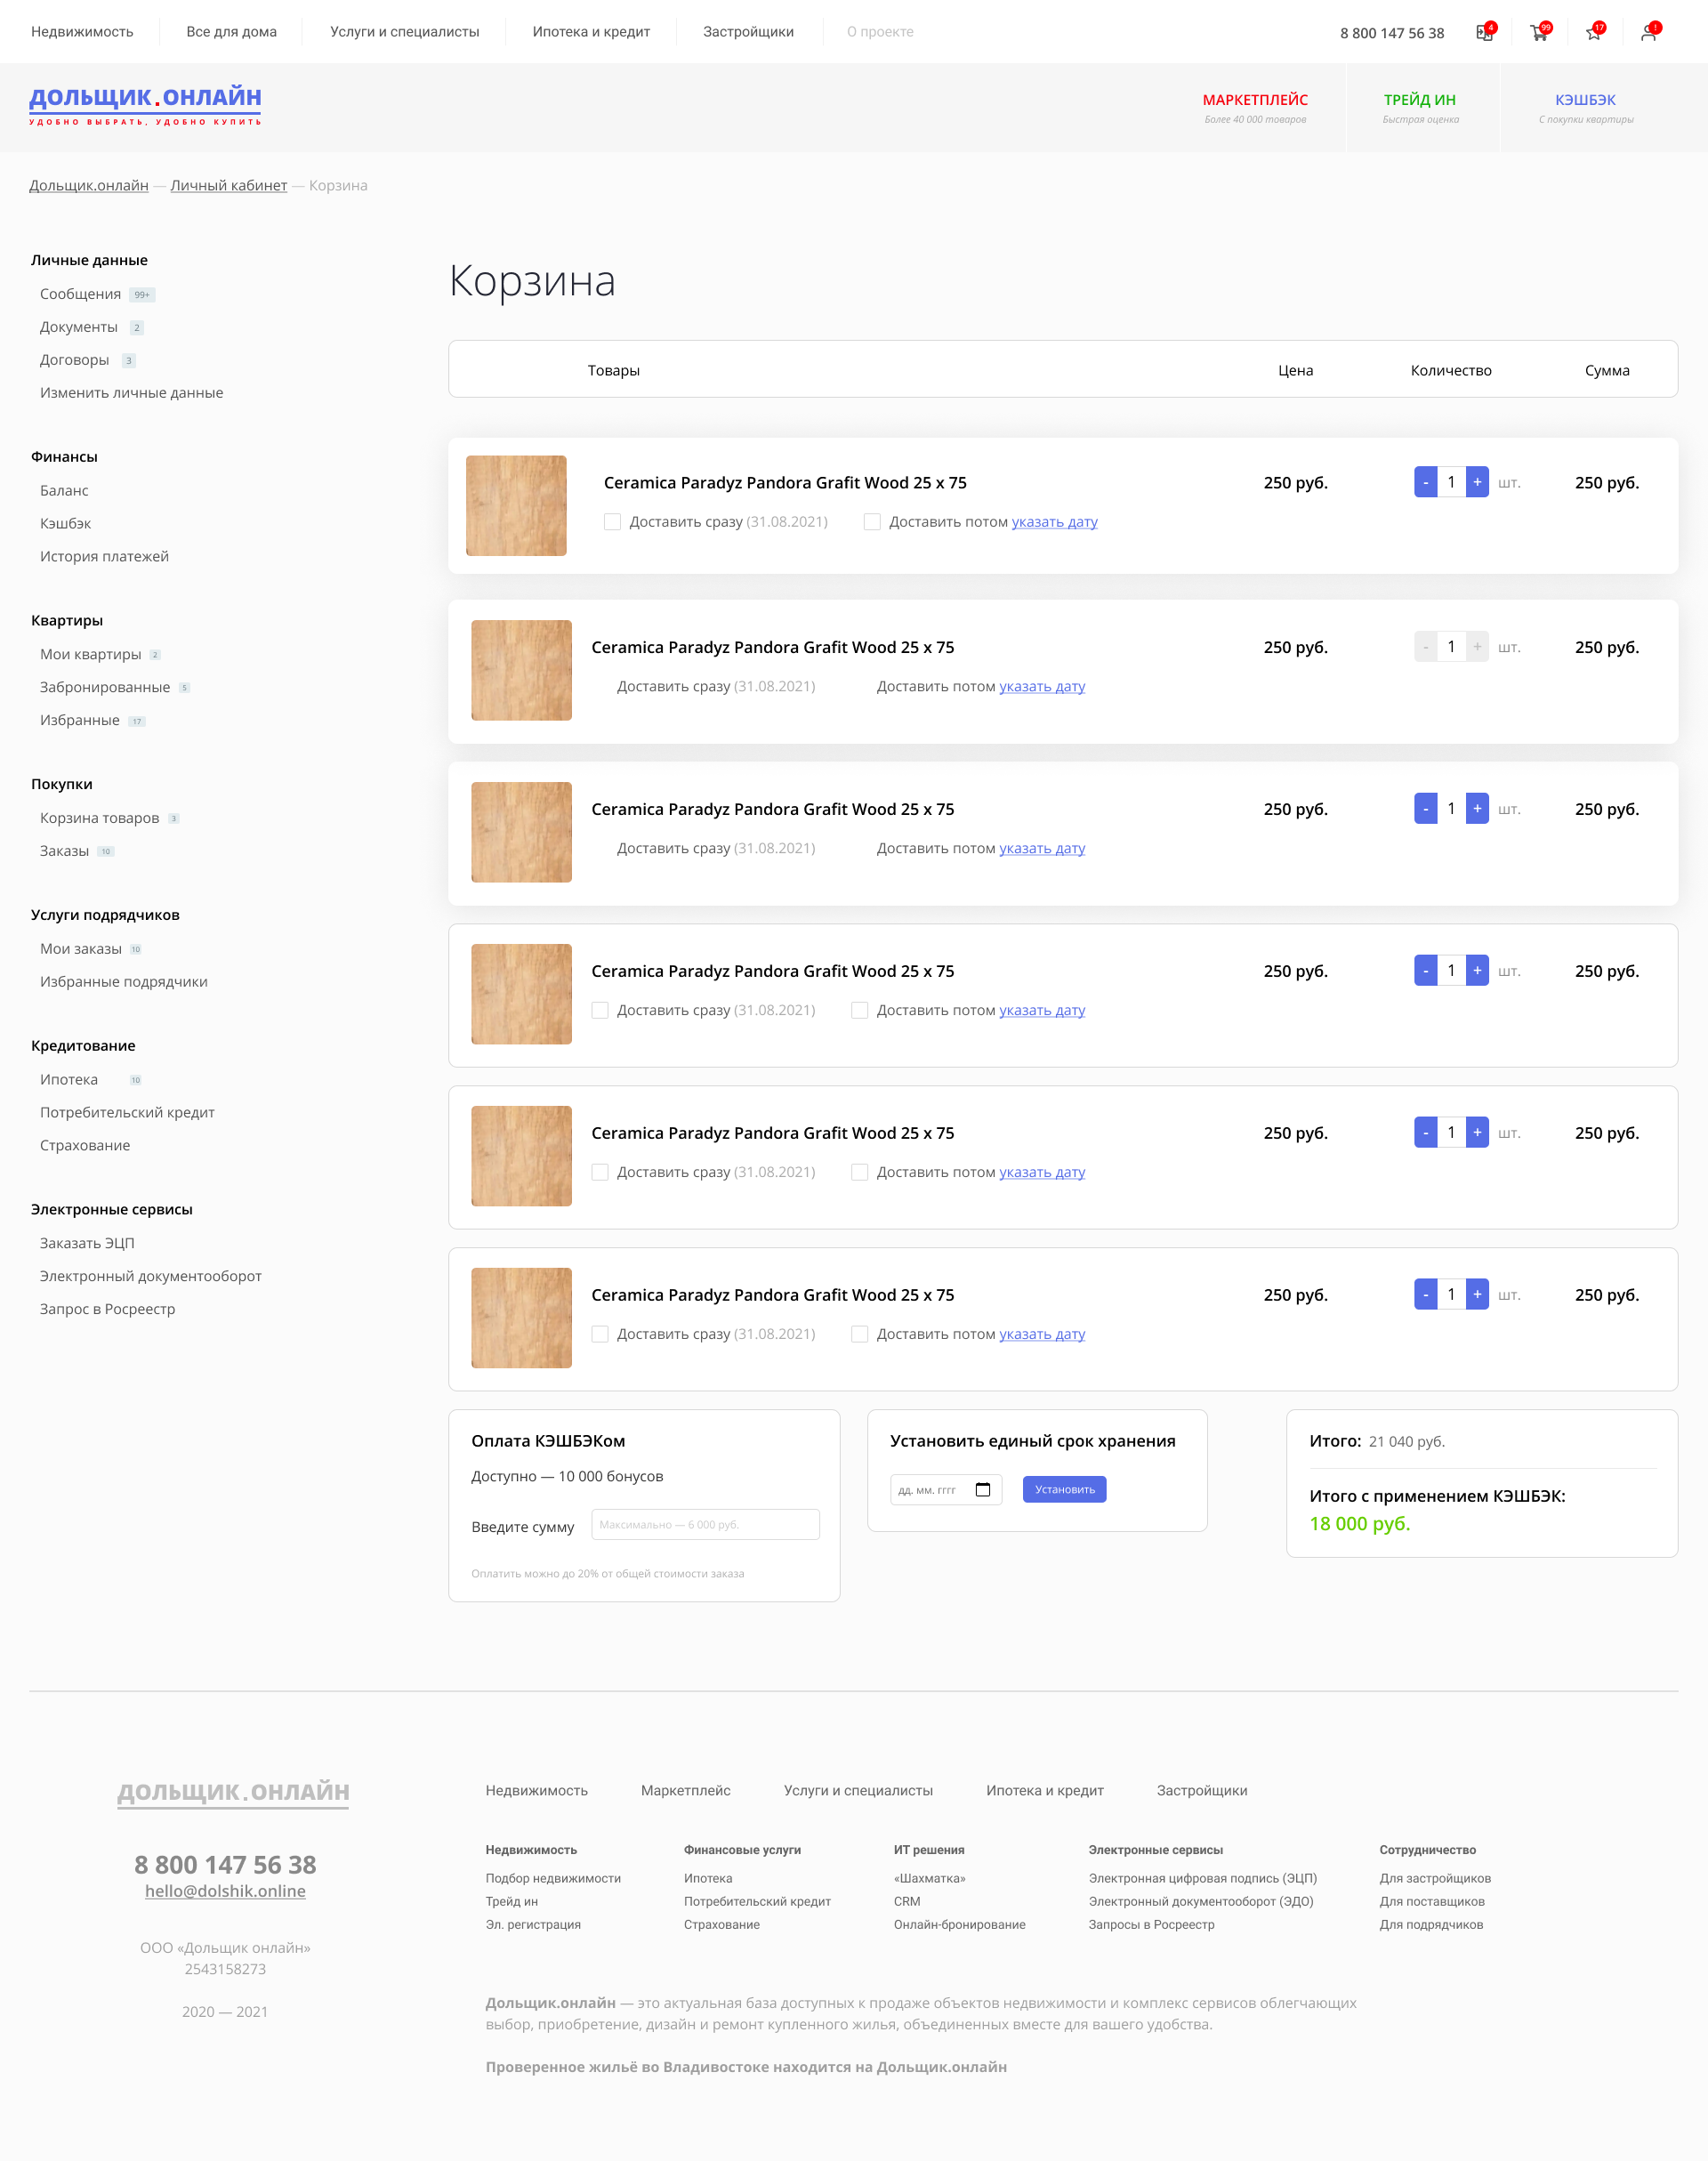 Недвижимость Все для дома Услуги и специалисты Ипотека и кредит Застройщики О проекте 8 800 147 56 38 4 99 17 !
ДОЛЬЩИК.ОНЛАЙН
УДОБНО ВЫБРАТЬ, УДОБНО КУПИТЬ
МАРКЕТПЛЕЙС ТРЕЙД ИН КЭШБЭК
Более 40 000 товаров Быстрая оценка С покупки квартиры
Дольщик.онлайн — Личный кабинет — Корзина
Личные данные
Сообщения 99+
Документы 2
Договоры 3
Изменить личные данные
Финансы
Баланс
Кэшбэк
История платежей
Квартиры
Мои квартиры 2
Забронированные 5
Избранные 17
Покупки
Корзина товаров 3
Заказы 10
Услуги подрядчиков
Мои заказы 10
Избранные подрядчики
Кредитование
Ипотека 10
Потребительский кредит
Страхование
Электронные сервисы
Заказать ЭЦП
Электронный документооборот
Запрос в Росреестр
Корзина
Товары Цена Количество Сумма
Ceramica Paradyz Pandora Grafit Wood 25 x 75 250 руб. - 1 + шт. 250 руб.
Доставить сразу (31.08.2021) Доставить потом указать дату
Ceramica Paradyz Pandora Grafit Wood 25 x 75 250 руб. - 1 + шт. 250 руб.
Доставить сразу (31.08.2021) Доставить потом указать дату
Ceramica Paradyz Pandora Grafit Wood 25 x 75 250 руб. - 1 + шт. 250 руб.
Доставить сразу (31.08.2021) Доставить потом указать дату
Ceramica Paradyz Pandora Grafit Wood 25 x 75 250 руб. - 1 + шт. 250 руб.
Доставить сразу (31.08.2021) Доставить потом указать дату
Ceramica Paradyz Pandora Grafit Wood 25 x 75 250 руб. - 1 + шт. 250 руб.
Доставить сразу (31.08.2021) Доставить потом указать дату
Ceramica Paradyz Pandora Grafit Wood 25 x 75 250 руб. - 1 + шт. 250 руб.
Доставить сразу (31.08.2021) Доставить потом указать дату
Оплата КЭШБЭКом
Доступно — 10 000 бонусов
Введите сумму Максимально — 6 000 руб.
Оплатить можно до 20% от общей стоимости заказа
Установить единый срок хранения
дд. мм. гггг Установить
Итого: 21 040 руб.
Итого с применением КЭШБЭК:
18 000 руб.
ДОЛЬЩИК.ОНЛАЙН
8 800 147 56 38
hello@dolshik.online
ООО «Дольщик онлайн»
2543158273
2020 — 2021
Недвижимость Маркетплейс Услуги и специалисты Ипотека и кредит Застройщики
Недвижимость Финансовые услуги ИТ решения Электронные сервисы Сотрудничество
Подбор недвижимости Ипотека «Шахматка» Электронная цифровая подпись (ЭЦП) Для застройщиков
Трейд ин Потребительский кредит CRM Электронный документооборот (ЭДО) Для поставщиков
Эл. регистрация Страхование Онлайн-бронирование Запросы в Росреестр Для подрядчиков
Дольщик.онлайн — это актуальная база доступных к продаже объектов недвижимости и комплекс сервисов облегчающих
выбор, приобретение, дизайн и ремонт купленного жилья, объединенных вместе для вашего удобства.
Проверенное жильё во Владивостоке находится на Дольщик.онлайн